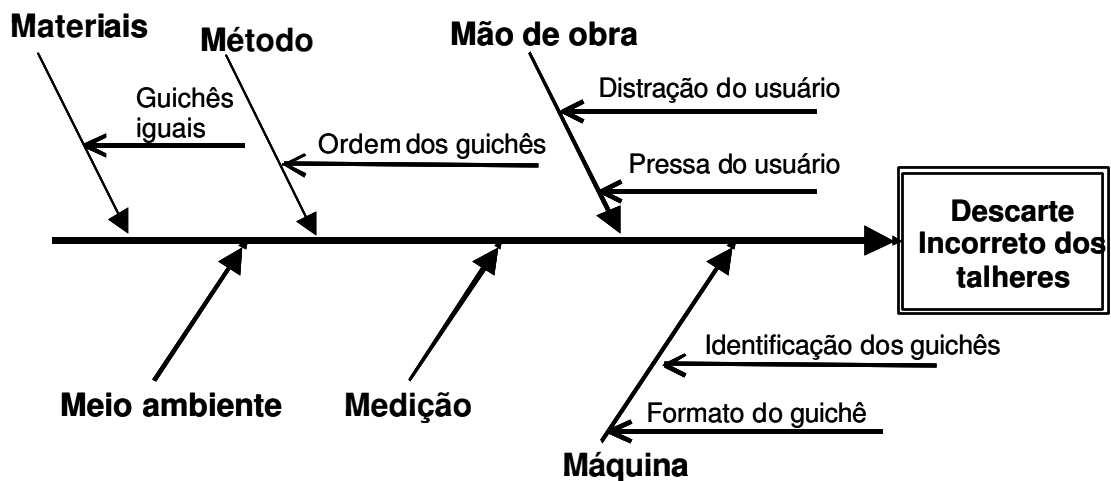 Materiais
Método
Mão de obra
Guichês
iguais
Ordem dos guichês
Distração do usuário
Pressa do usuário
Descarte
Incorreto dos
talheres
Meio ambiente
Medição
Identificação dos guichês
Formato do guichê
Máquina